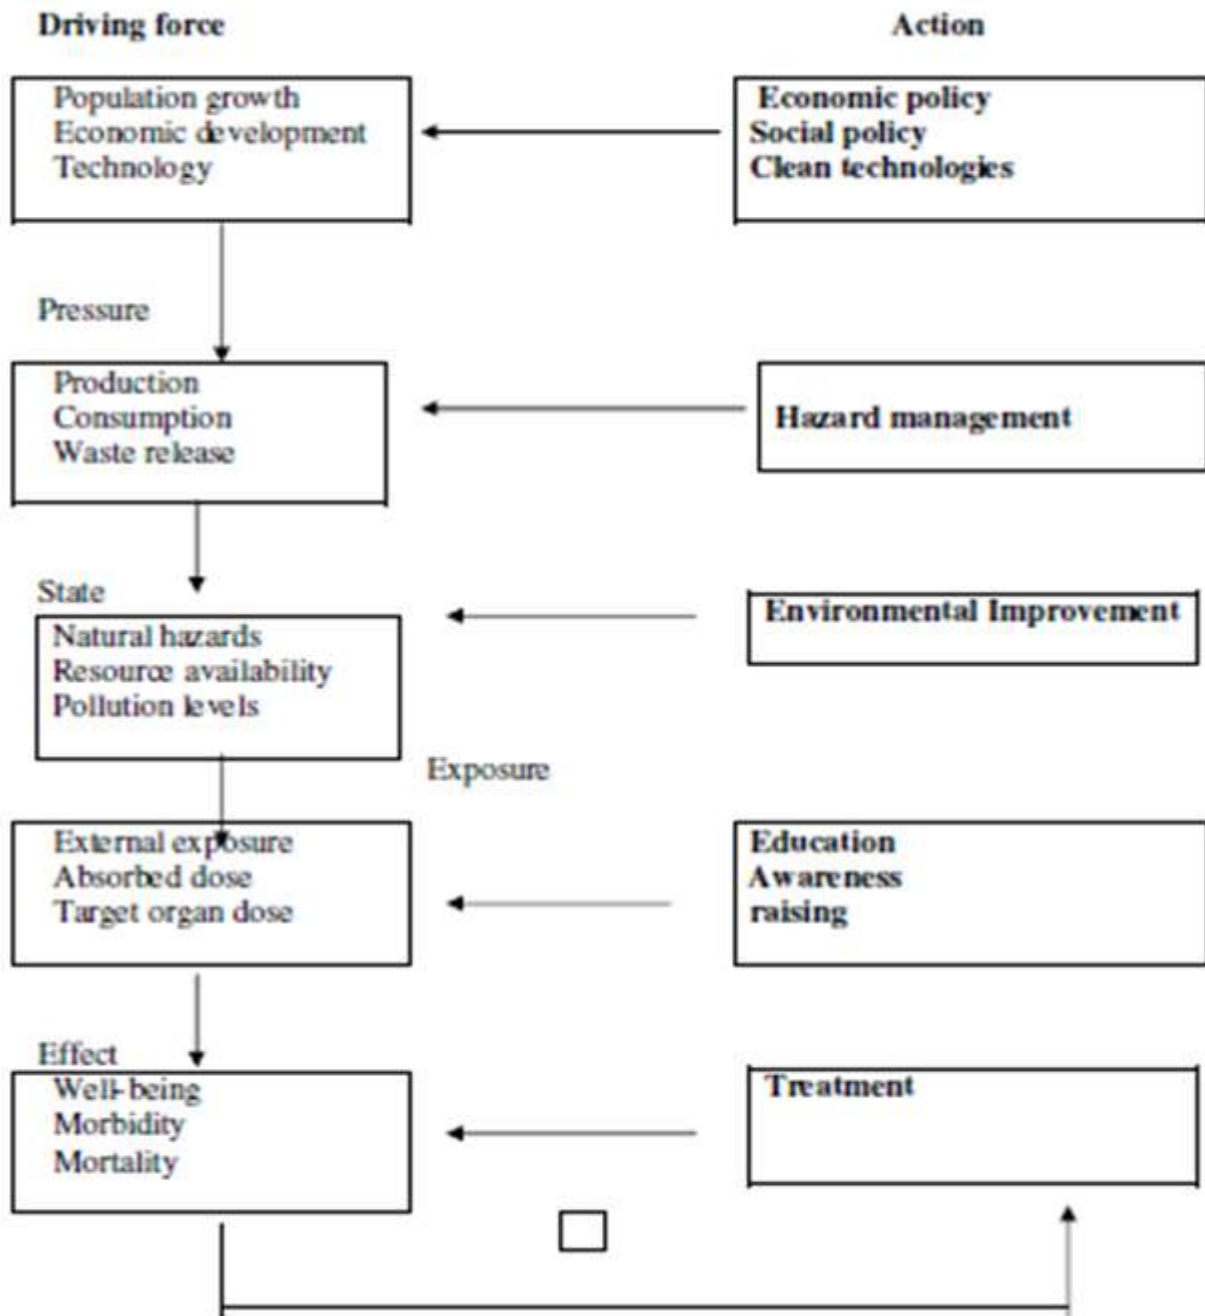 Driving force
Action
Population growth
Economic development
Technology
Economic policy
Social policy
Clean technologies
Pressure
Production
Consumption
Waste release
Hazard management
State
Natural hazards
Resource availability
Pollution levels
Environmental Improvement
Exposure
External exposure
Absorbed dose
Target organ dose
Education
Awareness
raising
Effect
Well-being
Morbidity
Mortality
Treatment